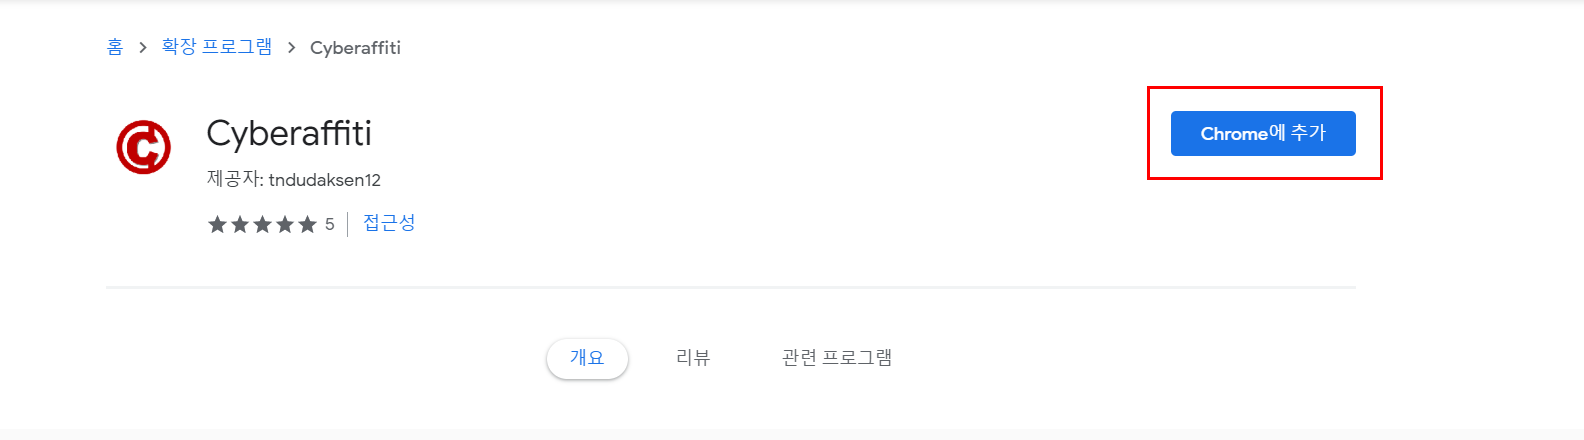 홈 > 확장 프로그램 > Cyberaffiti
Cyberaffiti
Chrome에 추가
제공자: tndudaksen12
★★★★★ 5 | 접근성
개요 리뷰 관련 프로그램